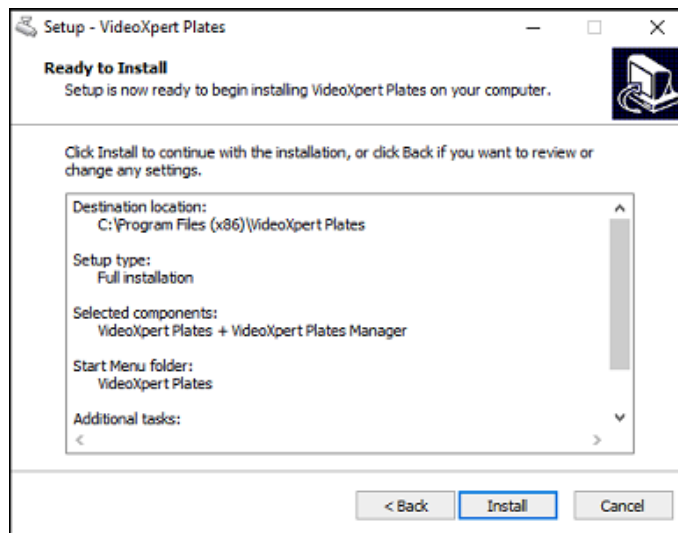 Setup - VideoXpert Plates
Ready to Install
Setup is now ready to begin installing VideoXpert Plates on your computer.
Click Install to continue with the installation, or click Back if you want to review or
change any settings.
Destination location:
C:\Program Files (x86)\VideoXpert Plates
Setup type:
Full installation
Selected components:
VideoXpert Plates + VideoXpert Plates Manager
Start Menu folder:
VideoXpert Plates
Additional tasks:
< Back
Install
Cancel